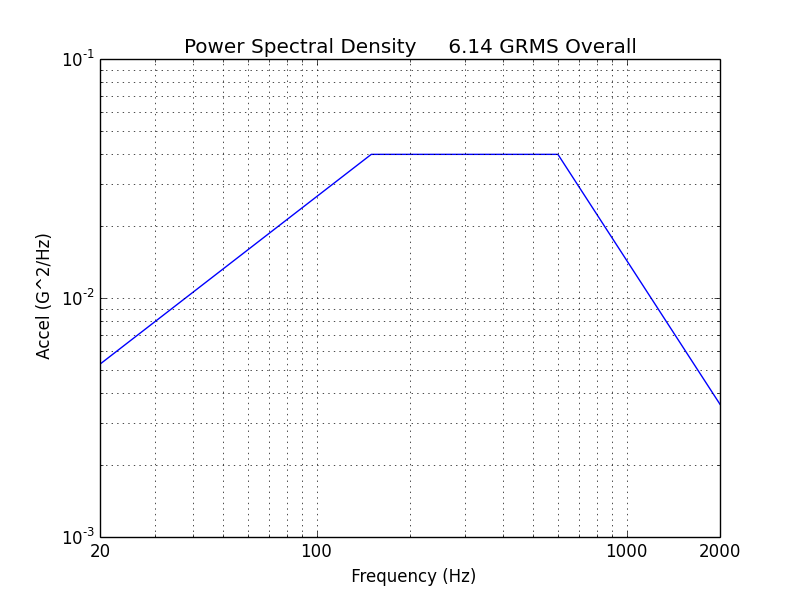 Power Spectral Density     6.14 GRMS Overall
10^-1
10^-2
10^-3
Accel (G^2/Hz)
20 100 1000 2000
Frequency (Hz)